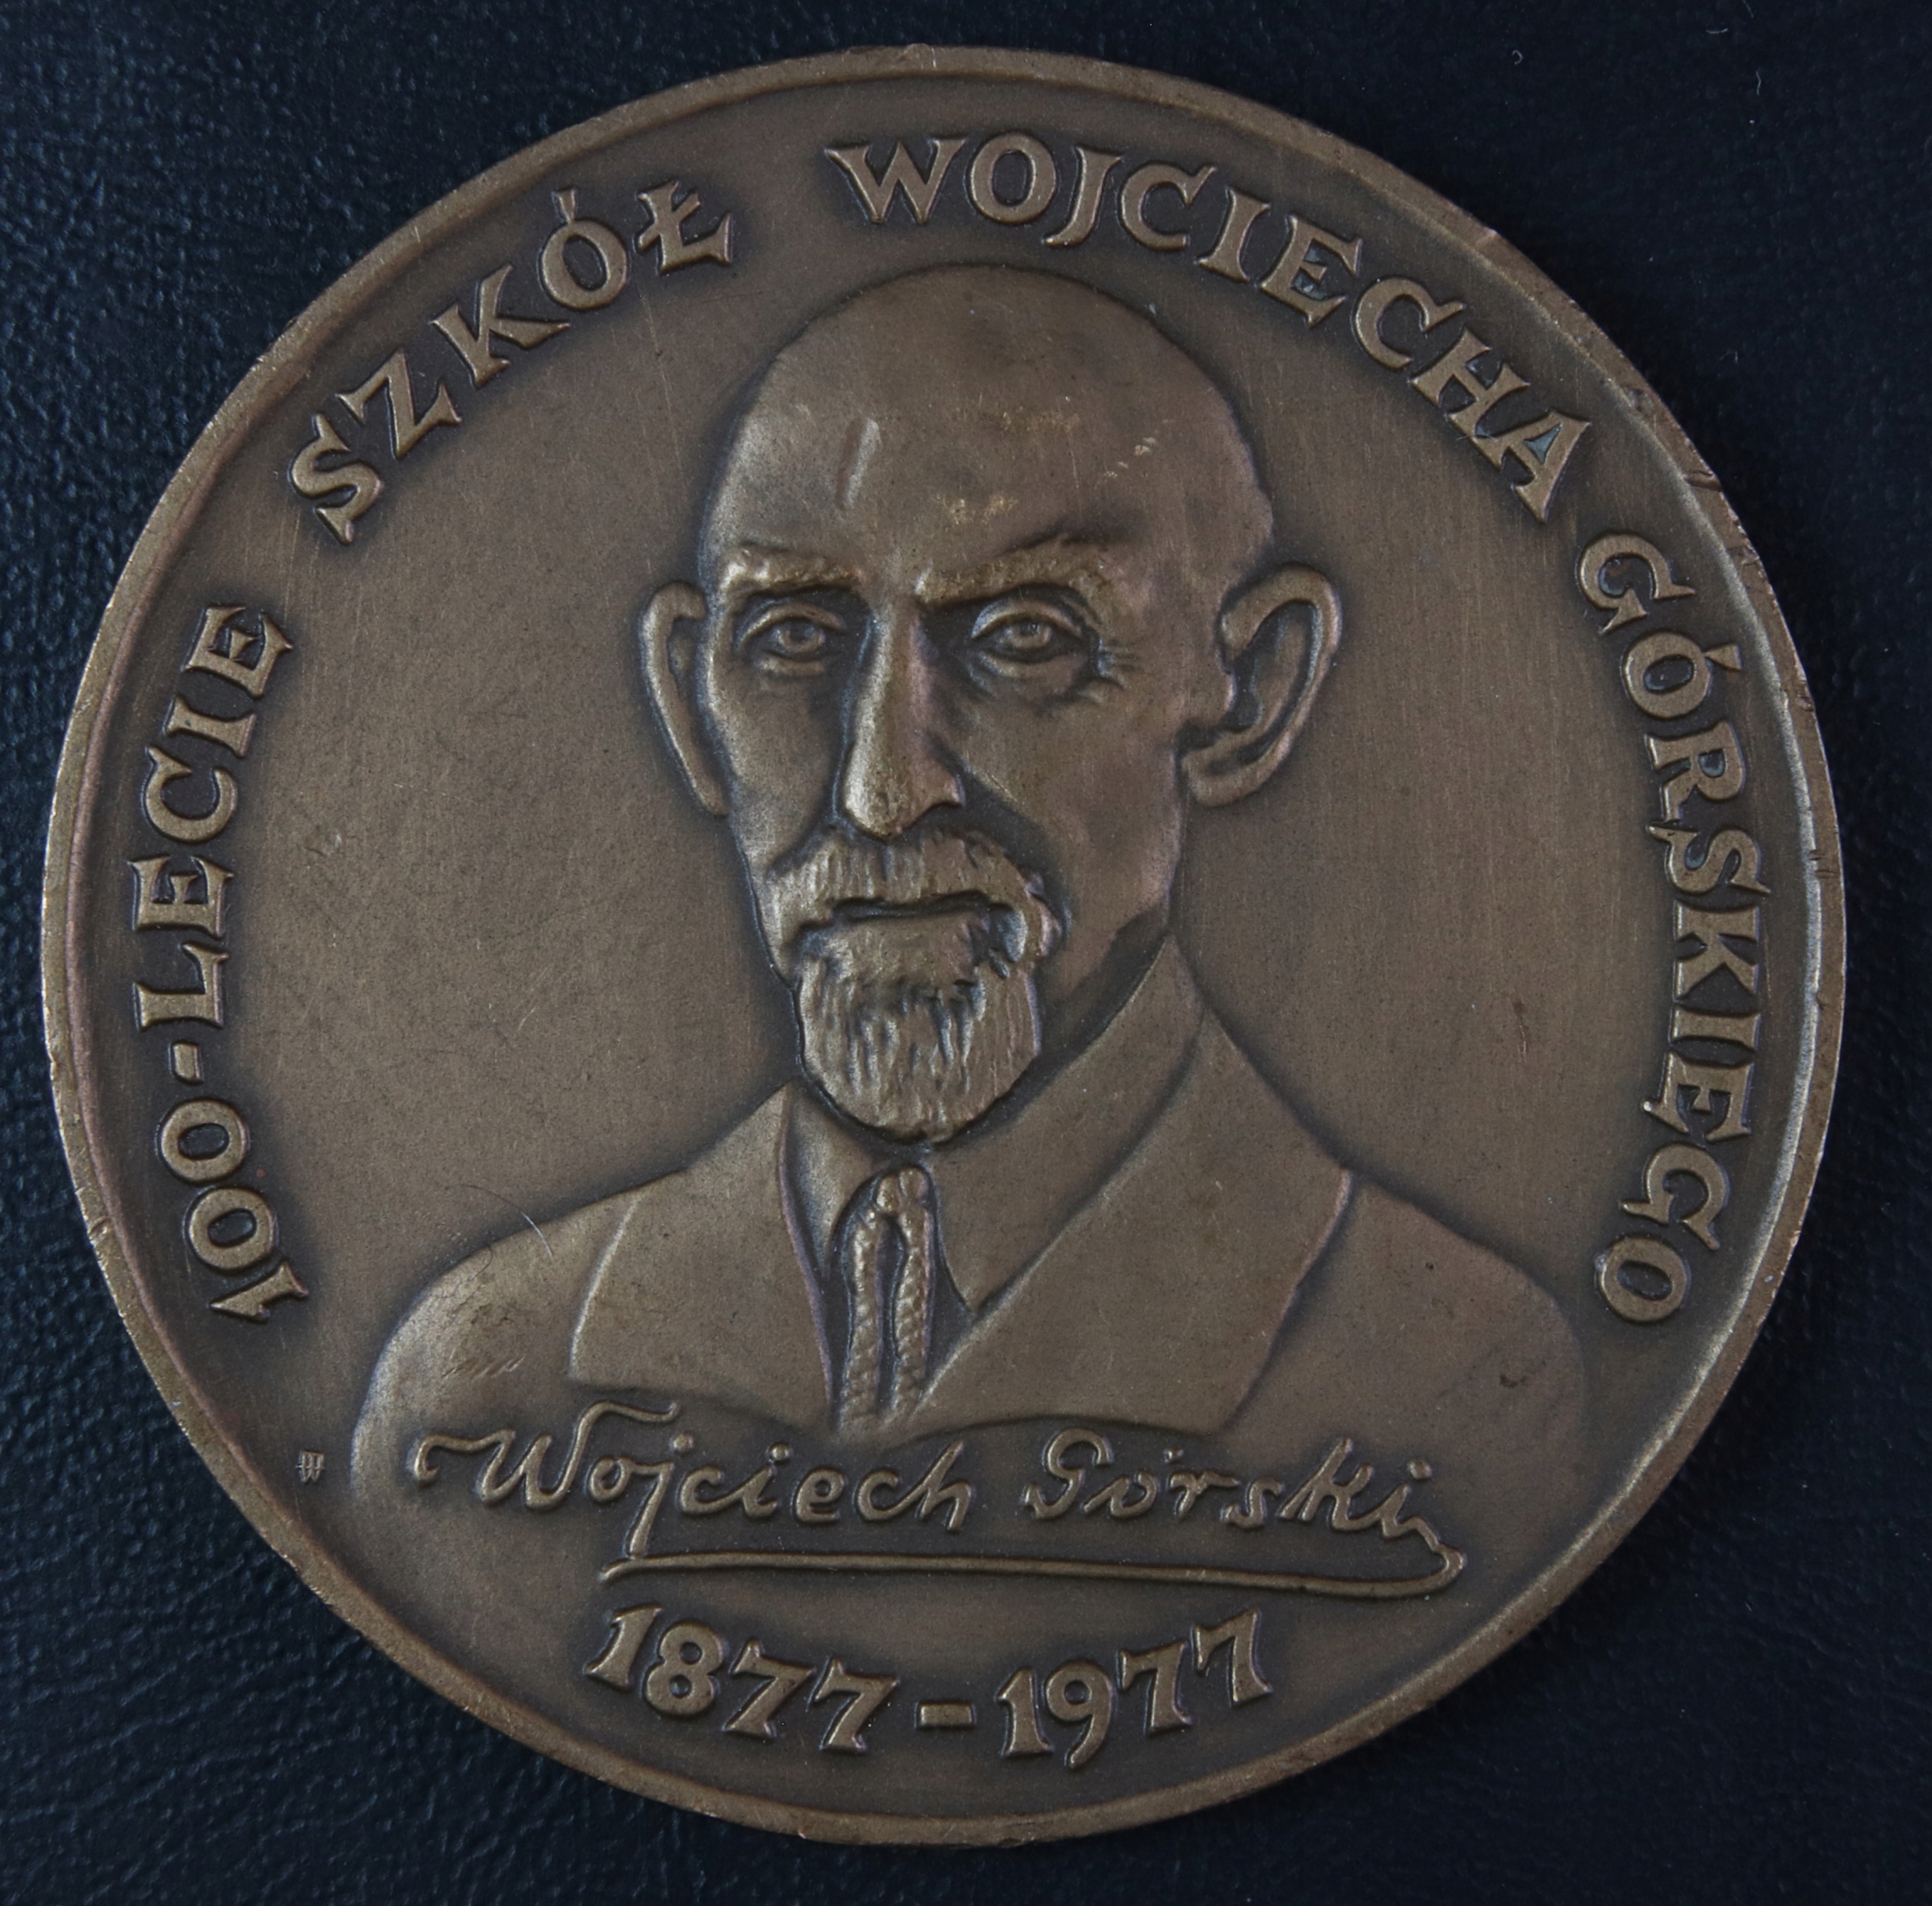 100-LECIE SZKÓŁ WOJCIECHA GÓRSKIEGO
Wojciech Górski
1877-1977